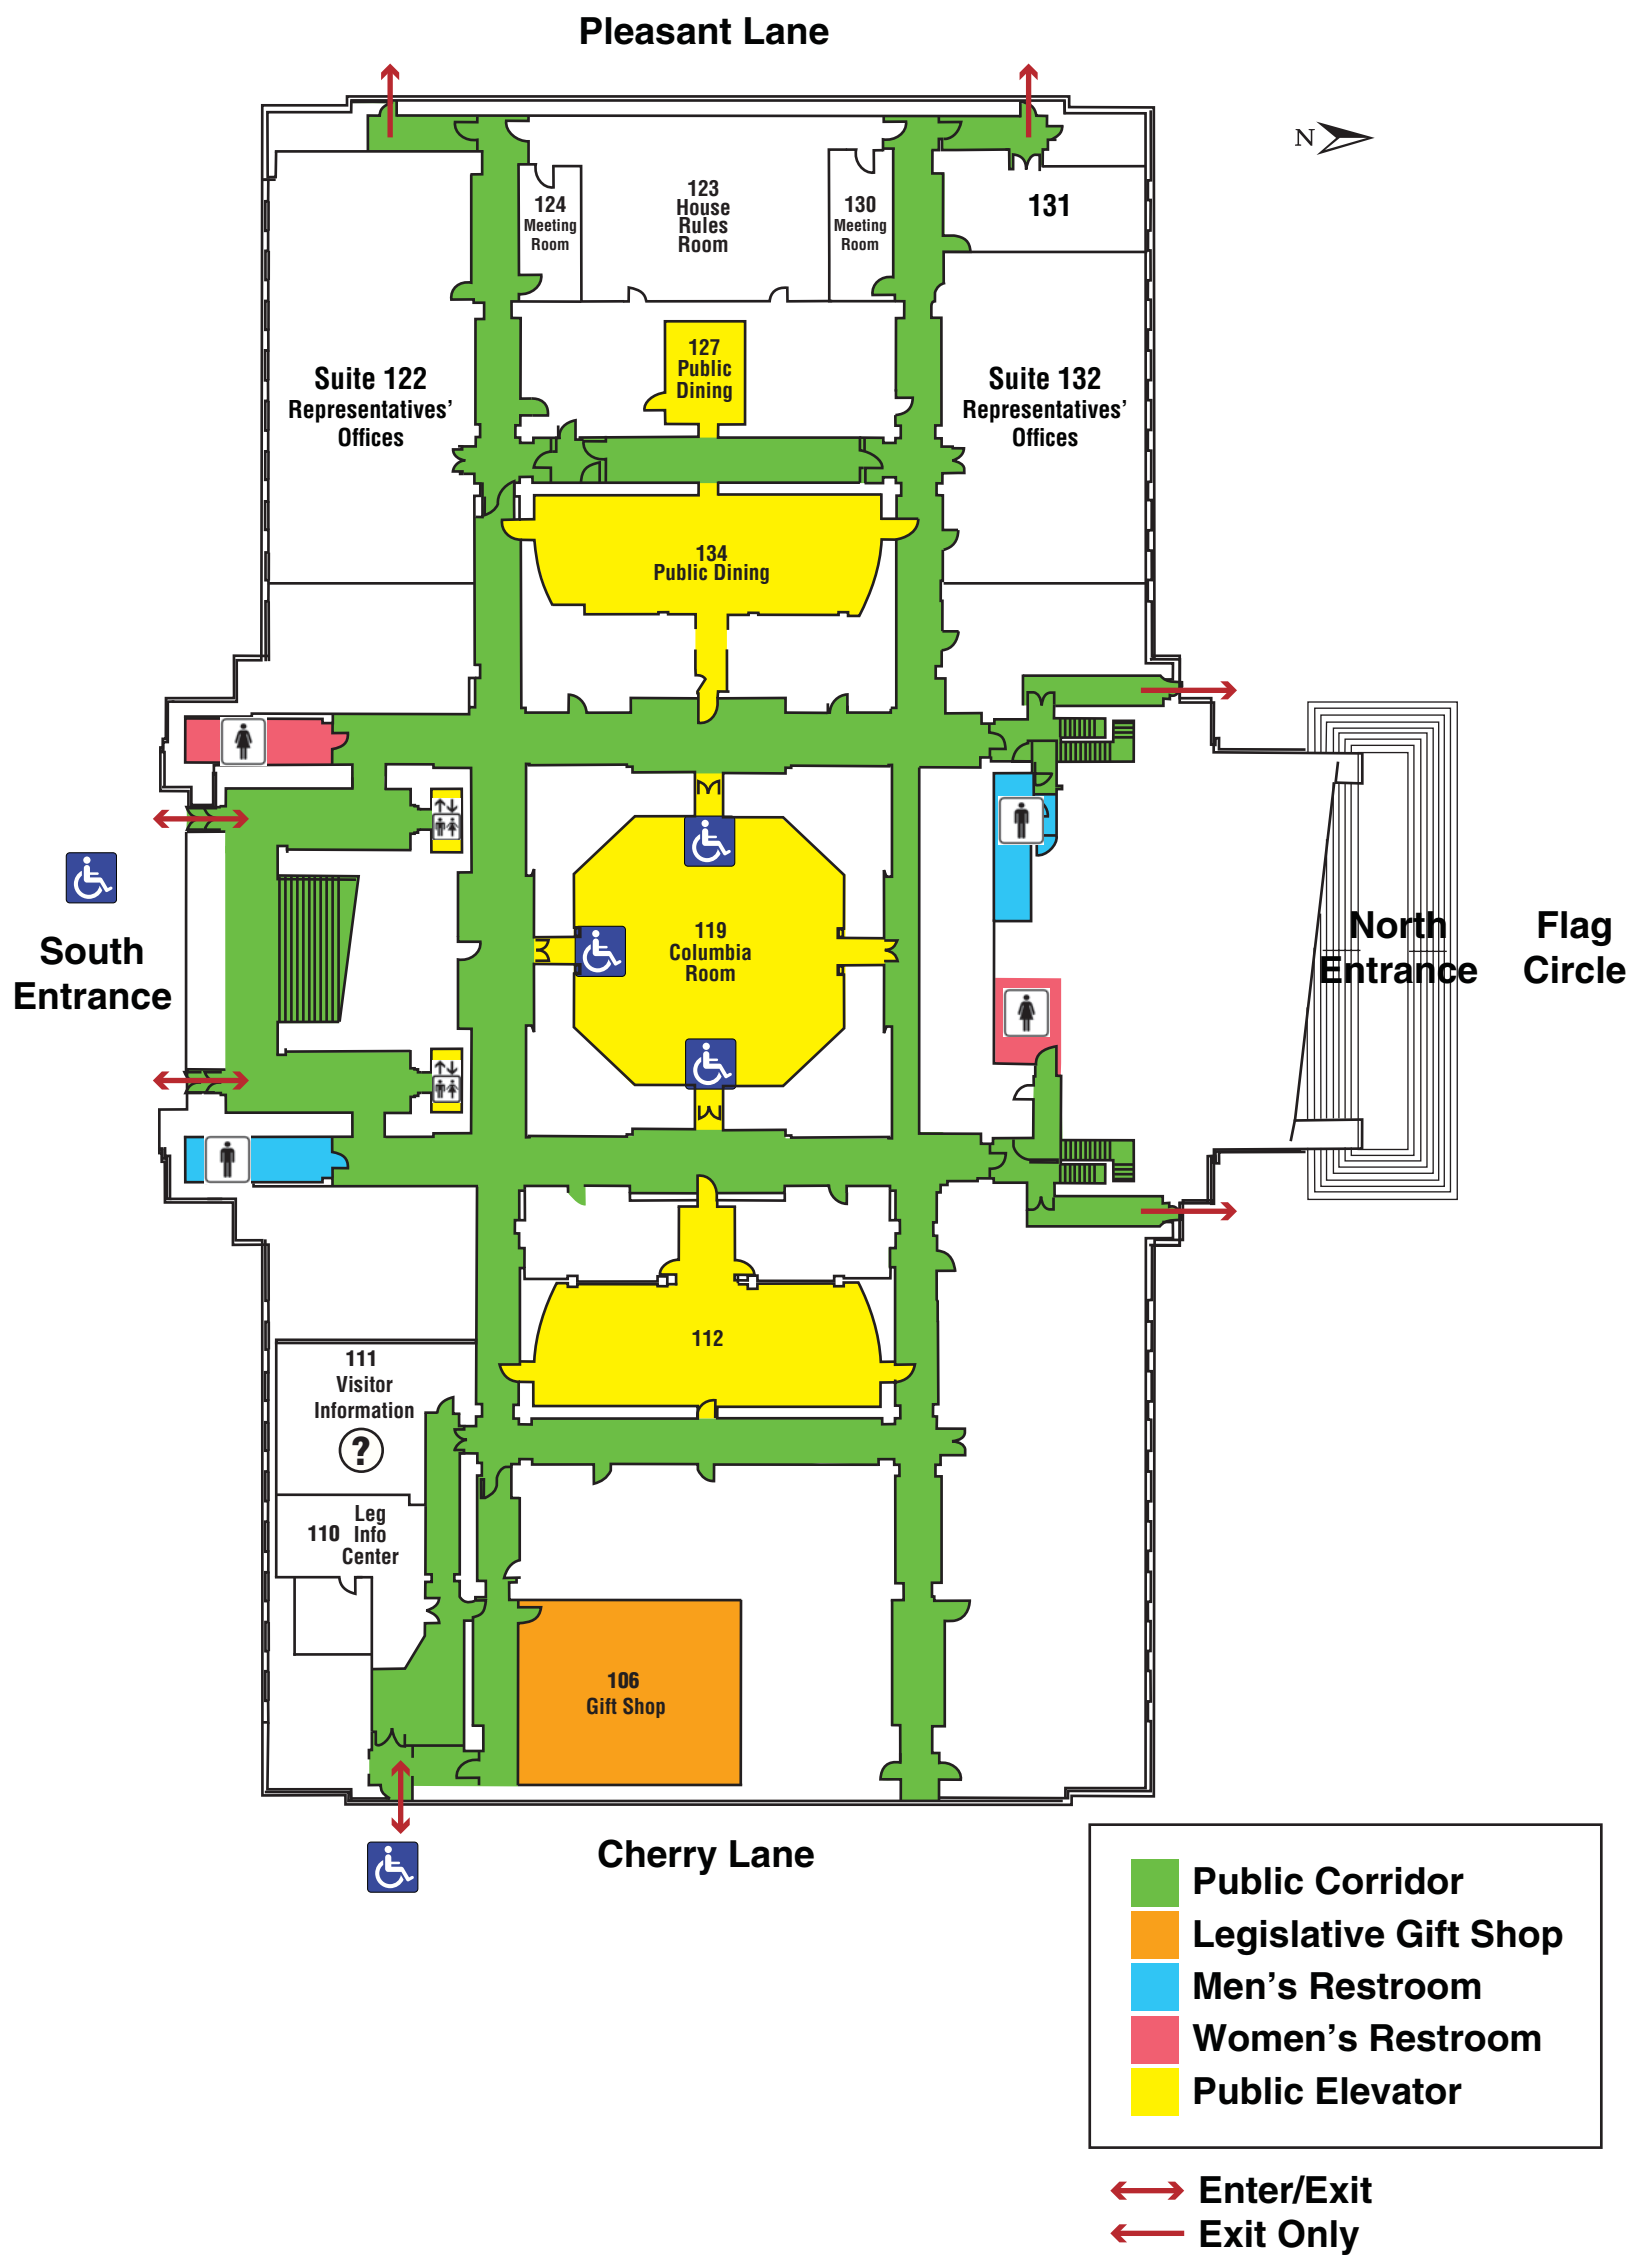 Pleasant Lane
N
124
Meeting
Room
123
House
Rules
Room
130
Meeting
Room
131
127
Public
Dining
Suite 122
Representatives’
Offices
Suite 132
Representatives’
Offices
134
Public Dining
119
Columbia
Room
South
Entrance
North
Entrance
Flag
Circle
112
111
Visitor
Information
?
110
Leg
Info
Center
106
Gift Shop
Cherry Lane
Public Corridor
Legislative Gift Shop
Men’s Restroom
Women’s Restroom
Public Elevator
Enter/Exit
Exit Only